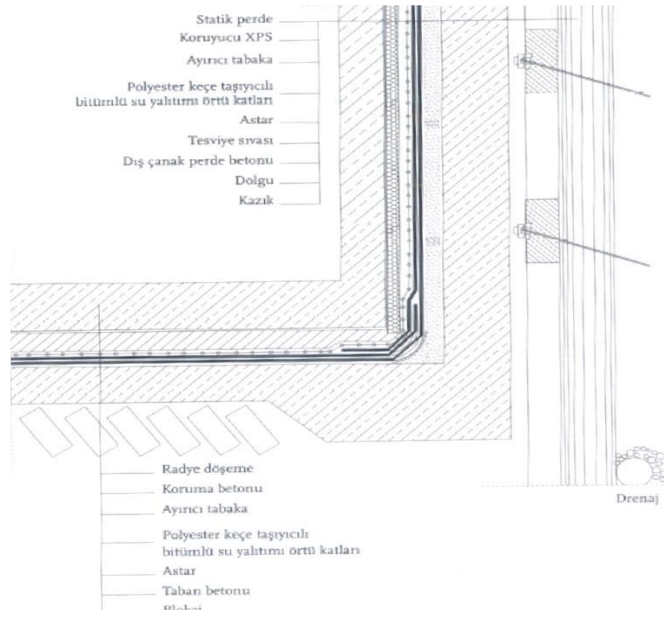 Statik perde
Koruyucu XPS
Ayırıcı tabaka
Polyester keçe taşıyıcılı
bitümlü su yalıtımı örtü katları
Astar
Tesviye sıvası
Dış çanak perde betonu
Dolgu
Kazık
Radye döşeme
Koruma betonu
Ayırıcı tabaka
Polyester keçe taşıyıcılı
bitümlü su yalıtımı örtü katları
Astar
Taban betonu
Blokaj
Drenaj